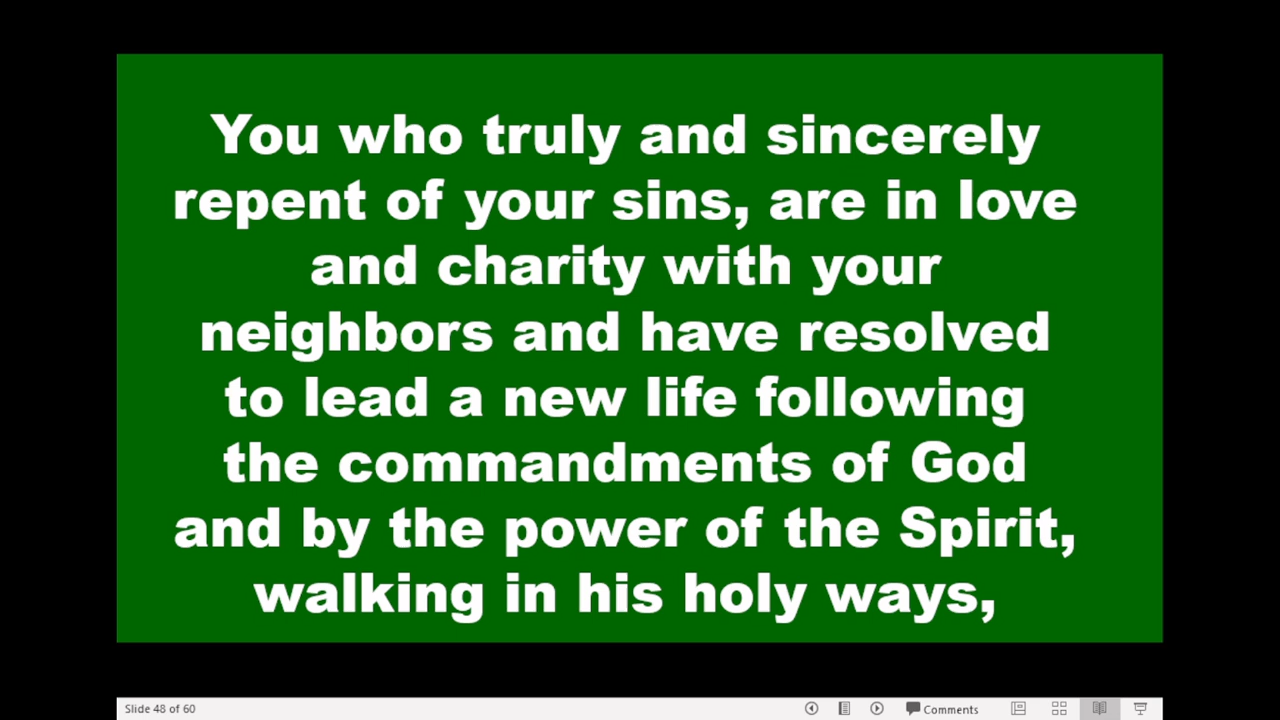 You who truly and sincerely
repent of your sins, are in love
and charity with your
neighbors and have resolved
to lead a new life following
the commandments of God
and by the power of the Spirit,
walking in his holy ways,
Slide 48 of 60
Comments